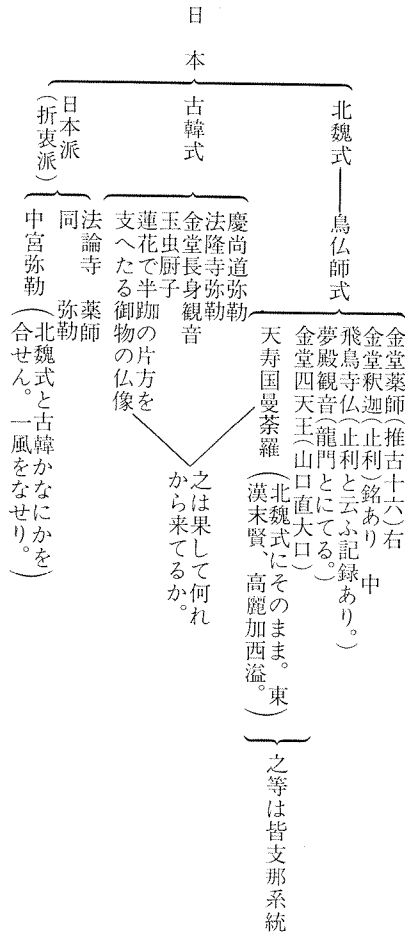 日本
北魏式
鳥仏師式
金堂薬師(推古十六)右
金堂釈迦(止利)銘あり 中
飛鳥寺仏(止利と云ふ記録あり。)
夢殿観音(龍門とにてる。)
金堂四天王(山口直大口)
天寿国曼荼羅(北魏式にそのまま。東
漢末賢、高麗加西溢。)
之等は皆支那系統
古韓式
慶尚道弥勒
法隆寺弥勒
金堂長身観音
玉虫厨子
蓮花で半跏の片方を
支へたる御物の仏像
之は果して何れ
から来てるか。
日本派
(折衷派)
法論寺 薬師
同 弥勒
中宮弥勒(北魏式と古韓かなにかを
合せん。一風をなせり。)